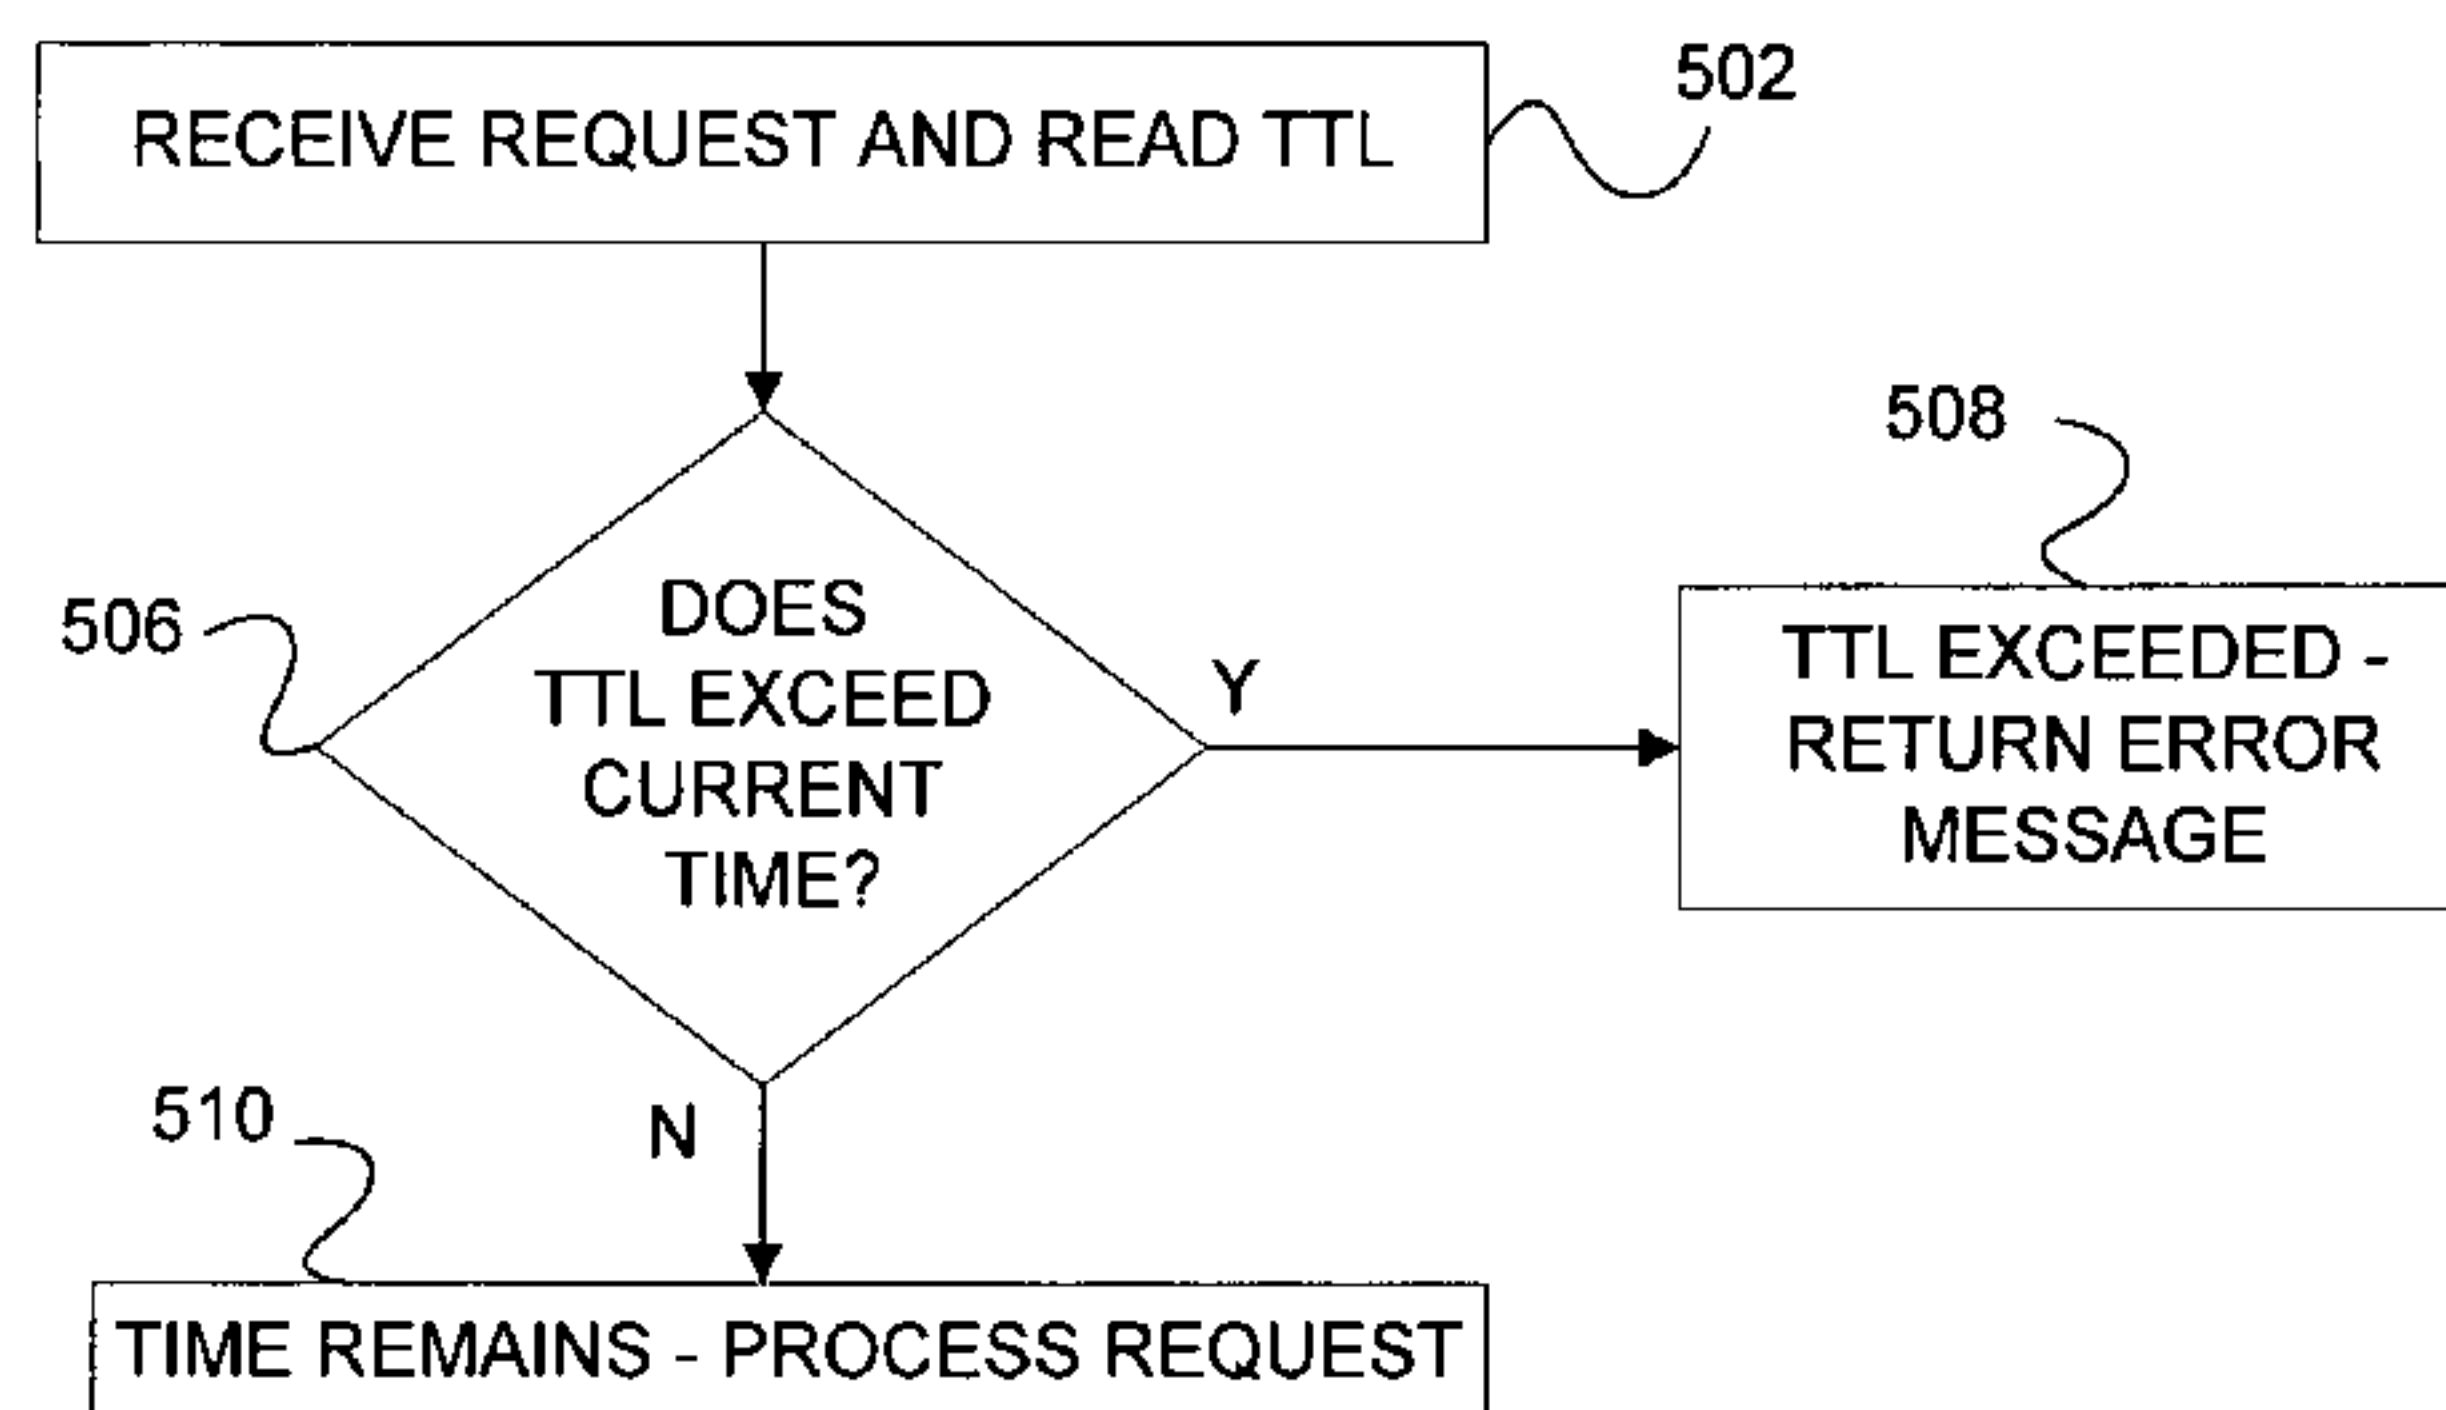 RECEIVE REQUEST AND READ TTL
502
508
506
DOES
TTL EXCEED
CURRENT
TIME?
Y
TTL EXCEEDED -
RETURN ERROR
MESSAGE
510
N
TIME REMAINS - PROCESS REQUEST